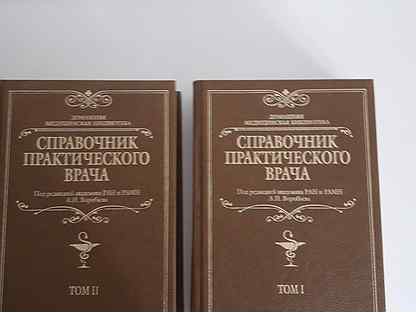 ДОМАШНЯЯ
МЕДИЦИНСКАЯ БИБЛИОТЕКА
СПРАВОЧНИК
ПРАКТИЧЕСКОГО
ВРАЧА
Под редакцией академика РАН и РАМН
А.И. Воробьева
ТОМ II
ДОМАШНЯЯ
МЕДИЦИНСКАЯ БИБЛИОТЕКА
СПРАВОЧНИК
ПРАКТИЧЕСКОГО
ВРАЧА
Под редакцией академика РАН и РАМН
А.И. Воробьева
ТОМ I